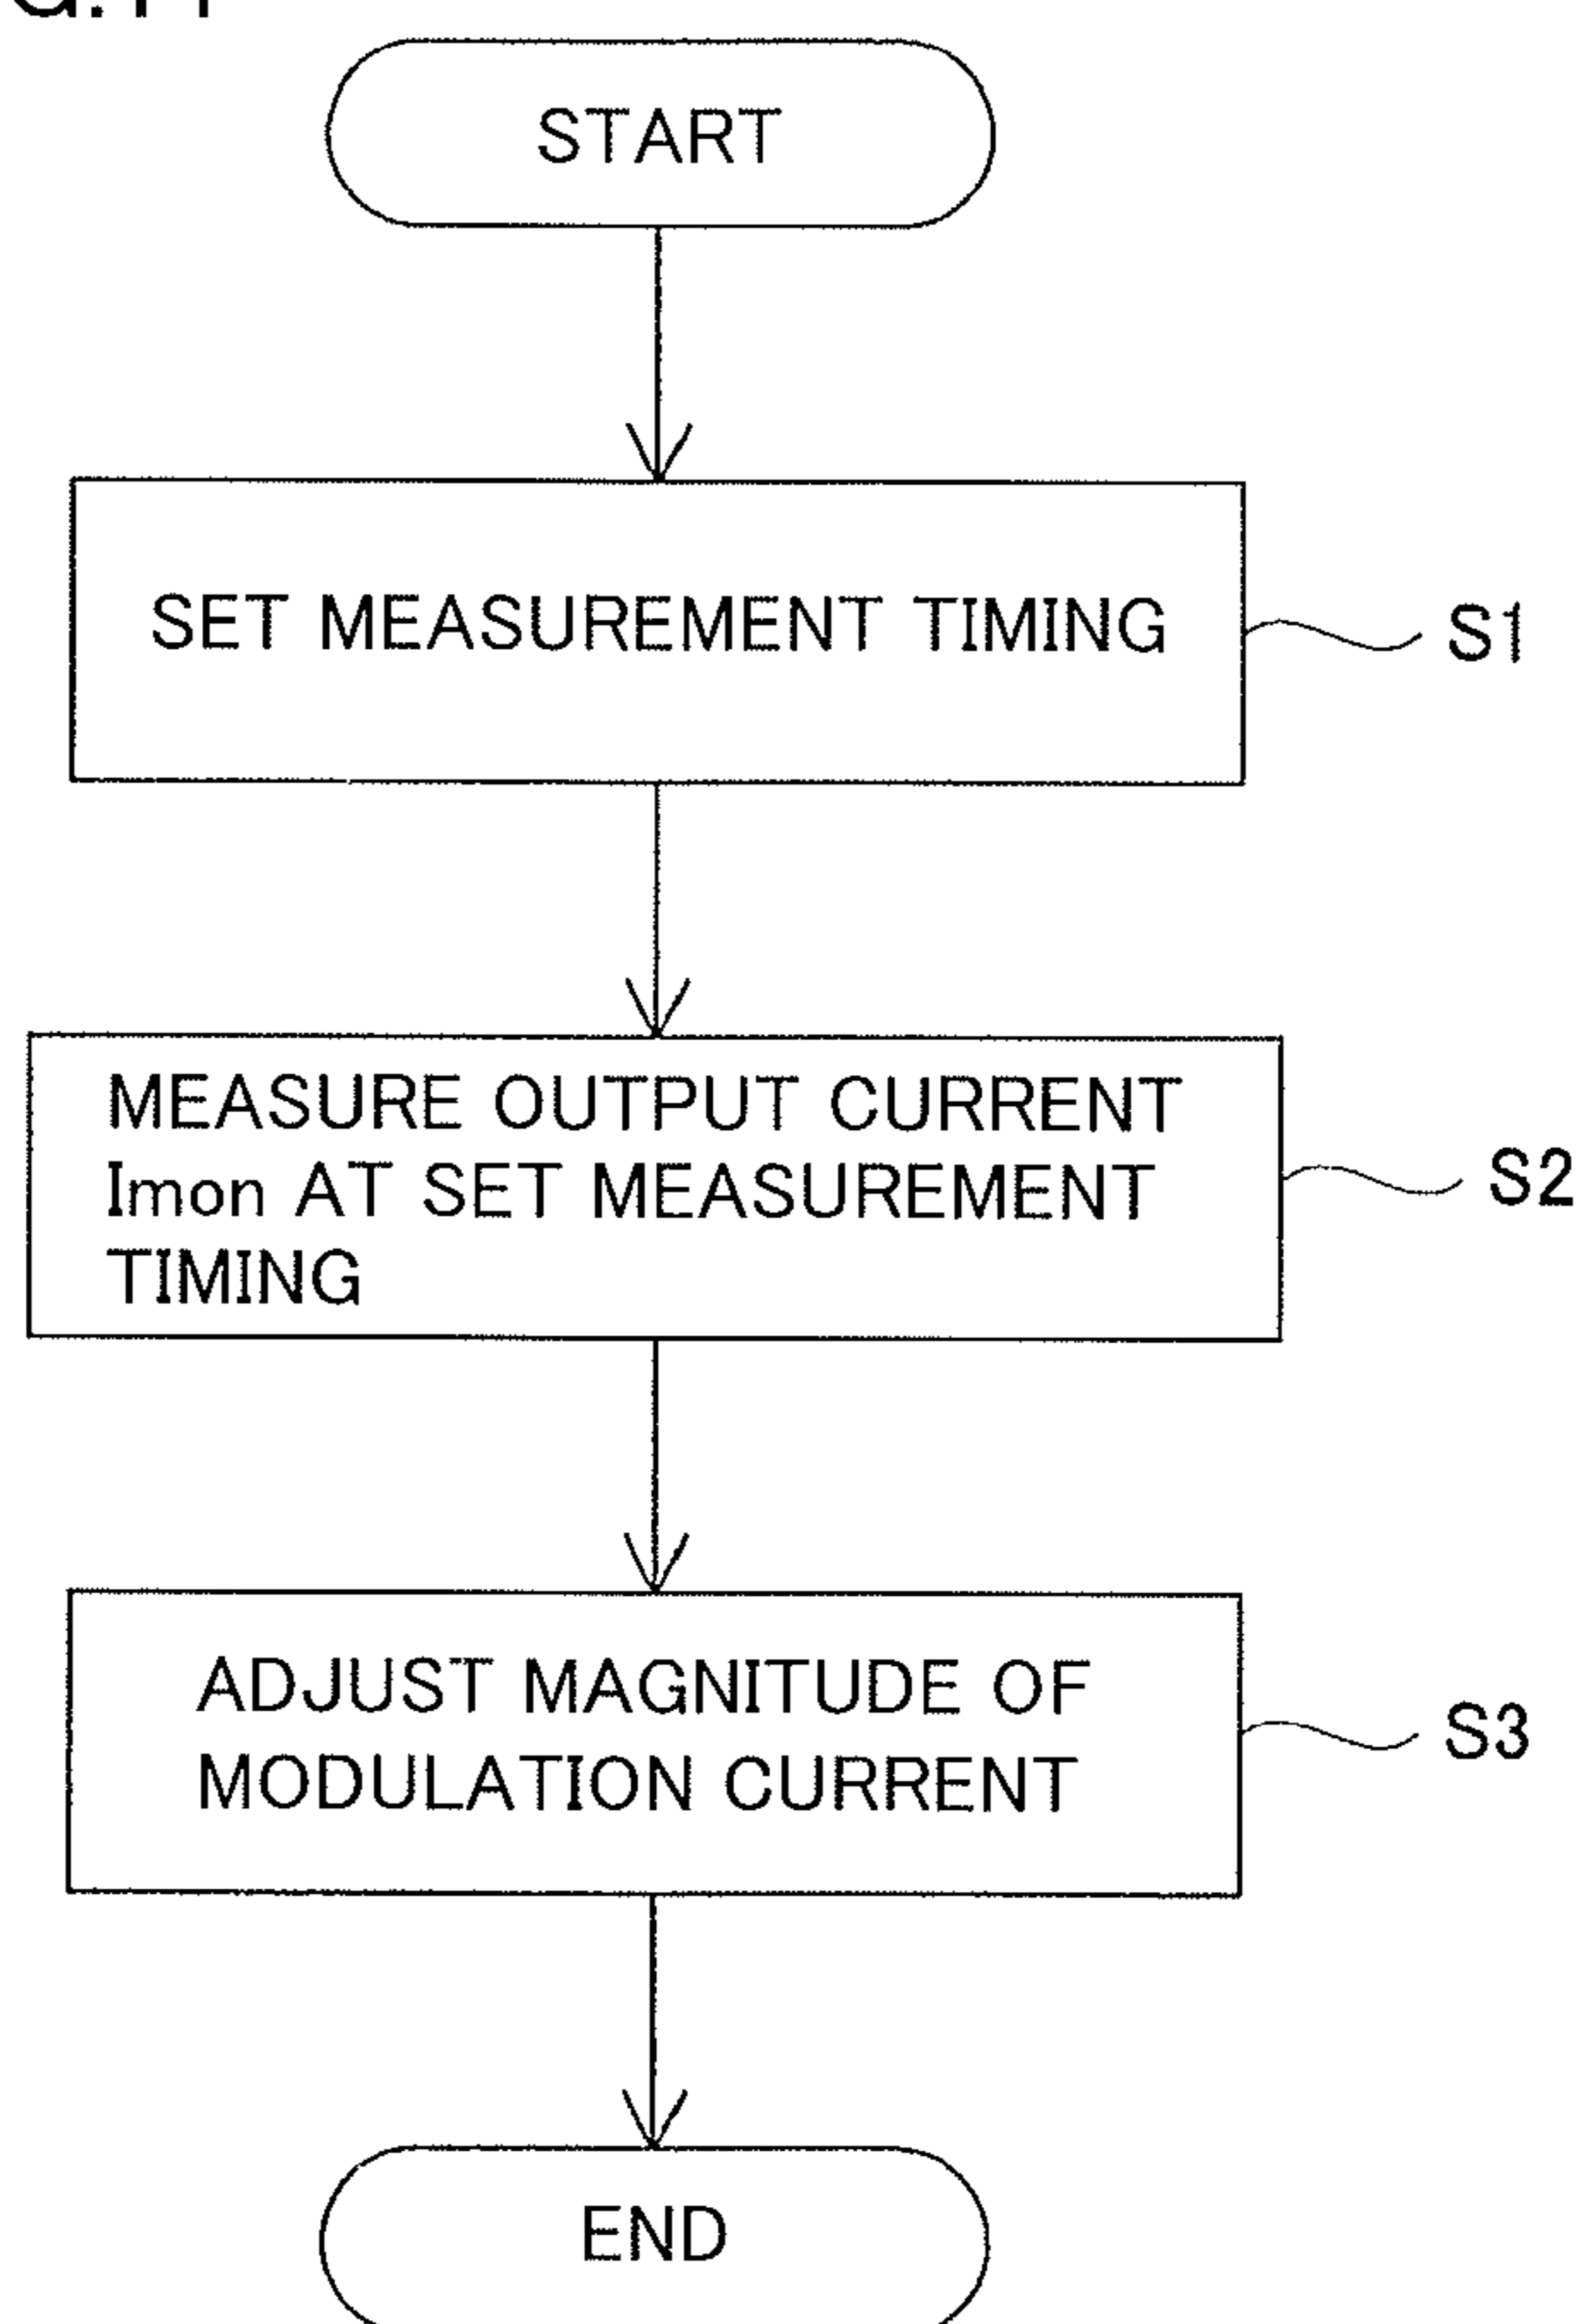 START
SET MEASUREMENT TIMING
S1
MEASURE OUTPUT CURRENT
Imon AT SET MEASUREMENT
TIMING
S2
ADJUST MAGNITUDE OF
MODULATION CURRENT
S3
END